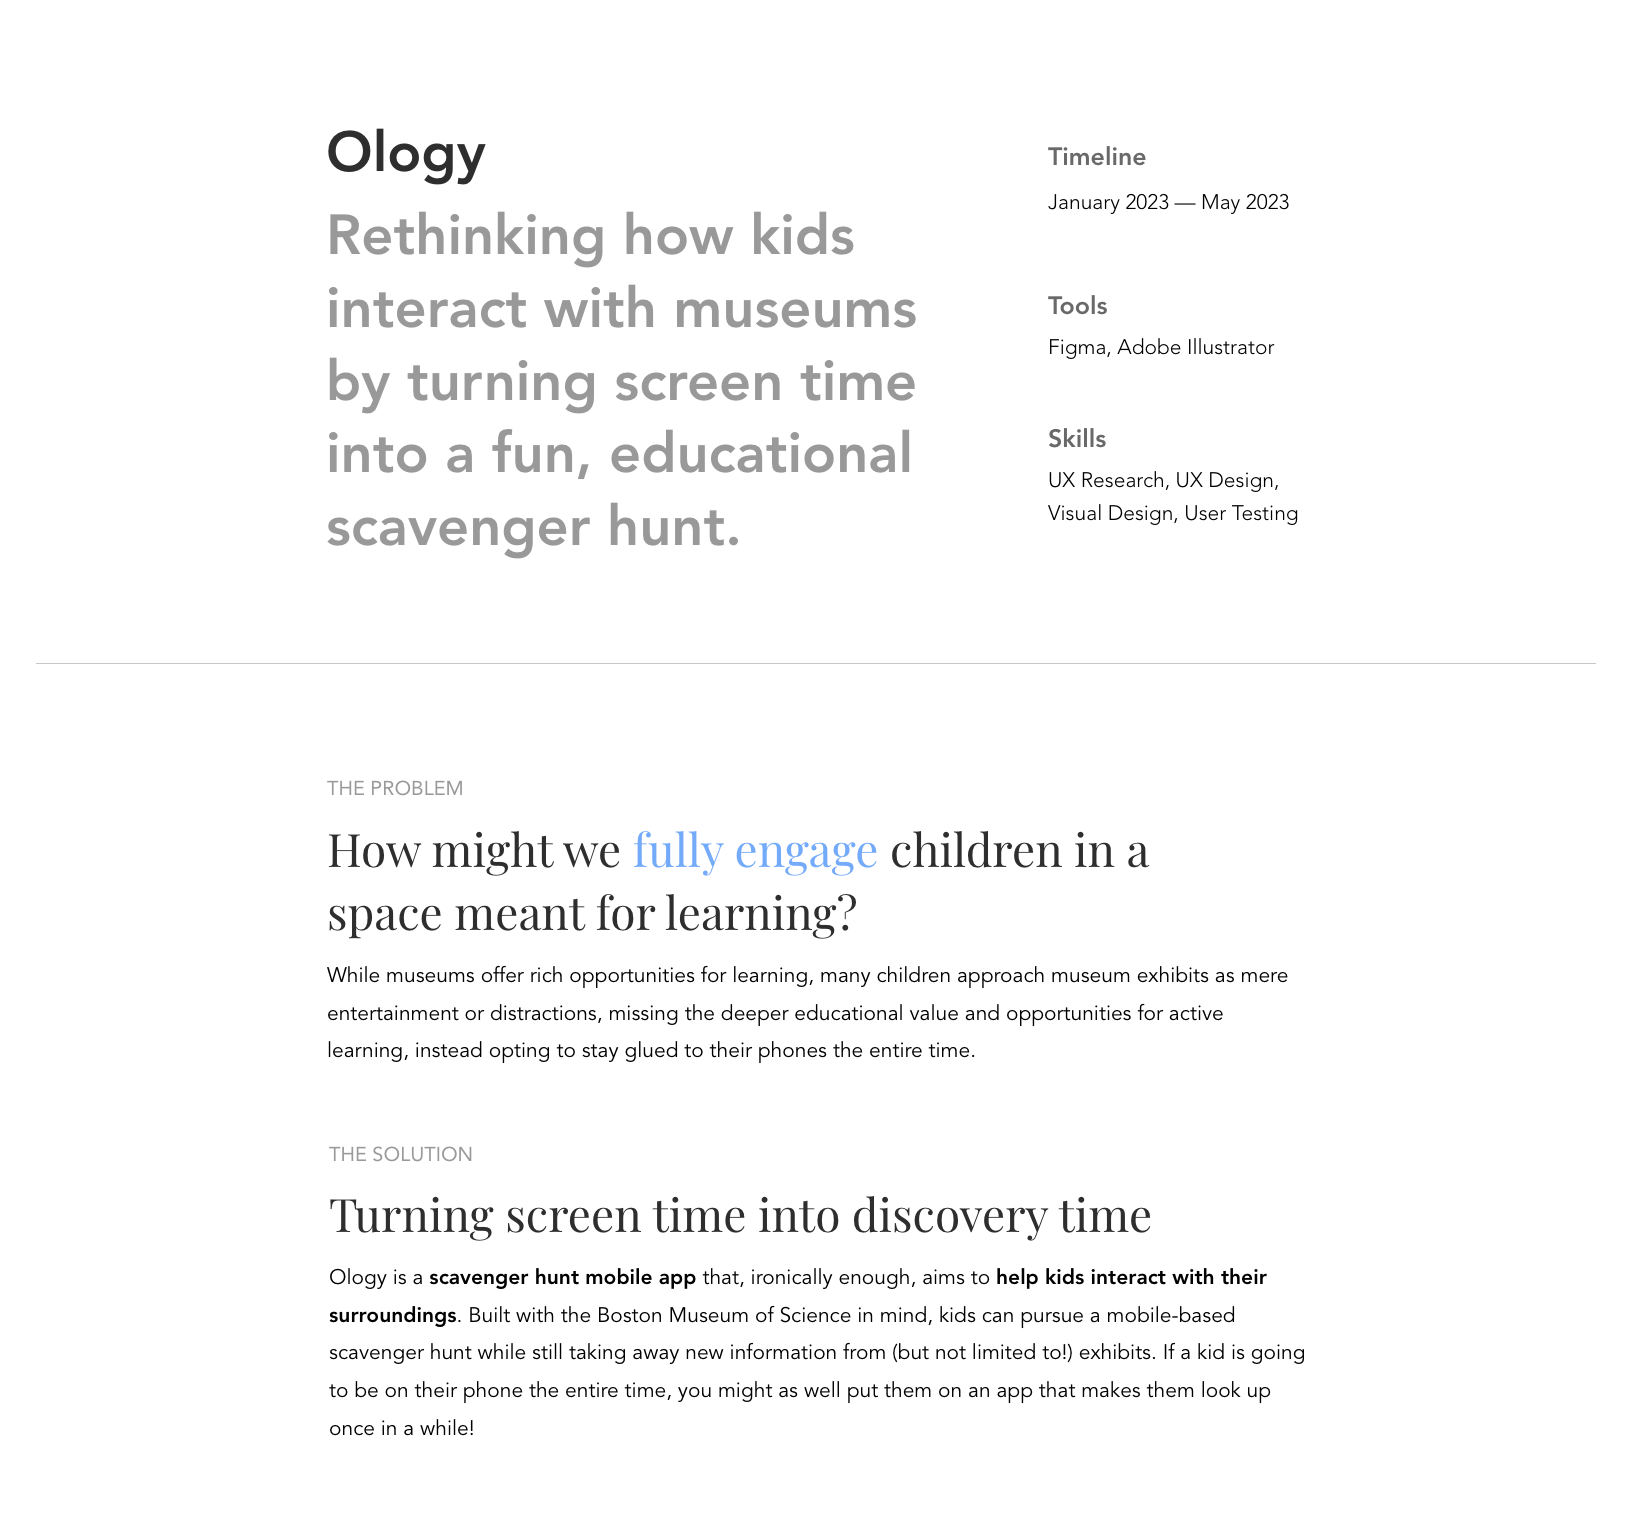 Ology
Rethinking how kids
interact with museums
by turning screen time
into a fun, educational
scavenger hunt.
Timeline
January 2023 — May 2023
Tools
Figma, Adobe Illustrator
Skills
UX Research, UX Design,
Visual Design, User Testing
THE PROBLEM
How might we fully engage children in a
space meant for learning?
While museums offer rich opportunities for learning, many children approach museum exhibits as mere
entertainment or distractions, missing the deeper educational value and opportunities for active
learning, instead opting to stay glued to their phones the entire time.
THE SOLUTION
Turning screen time into discovery time
Ology is a scavenger hunt mobile app that, ironically enough, aims to help kids interact with their
surroundings. Built with the Boston Museum of Science in mind, kids can pursue a mobile-based
scavenger hunt while still taking away new information from (but not limited to!) exhibits. If a kid is going
to be on their phone the entire time, you might as well put them on an app that makes them look up
once in a while!